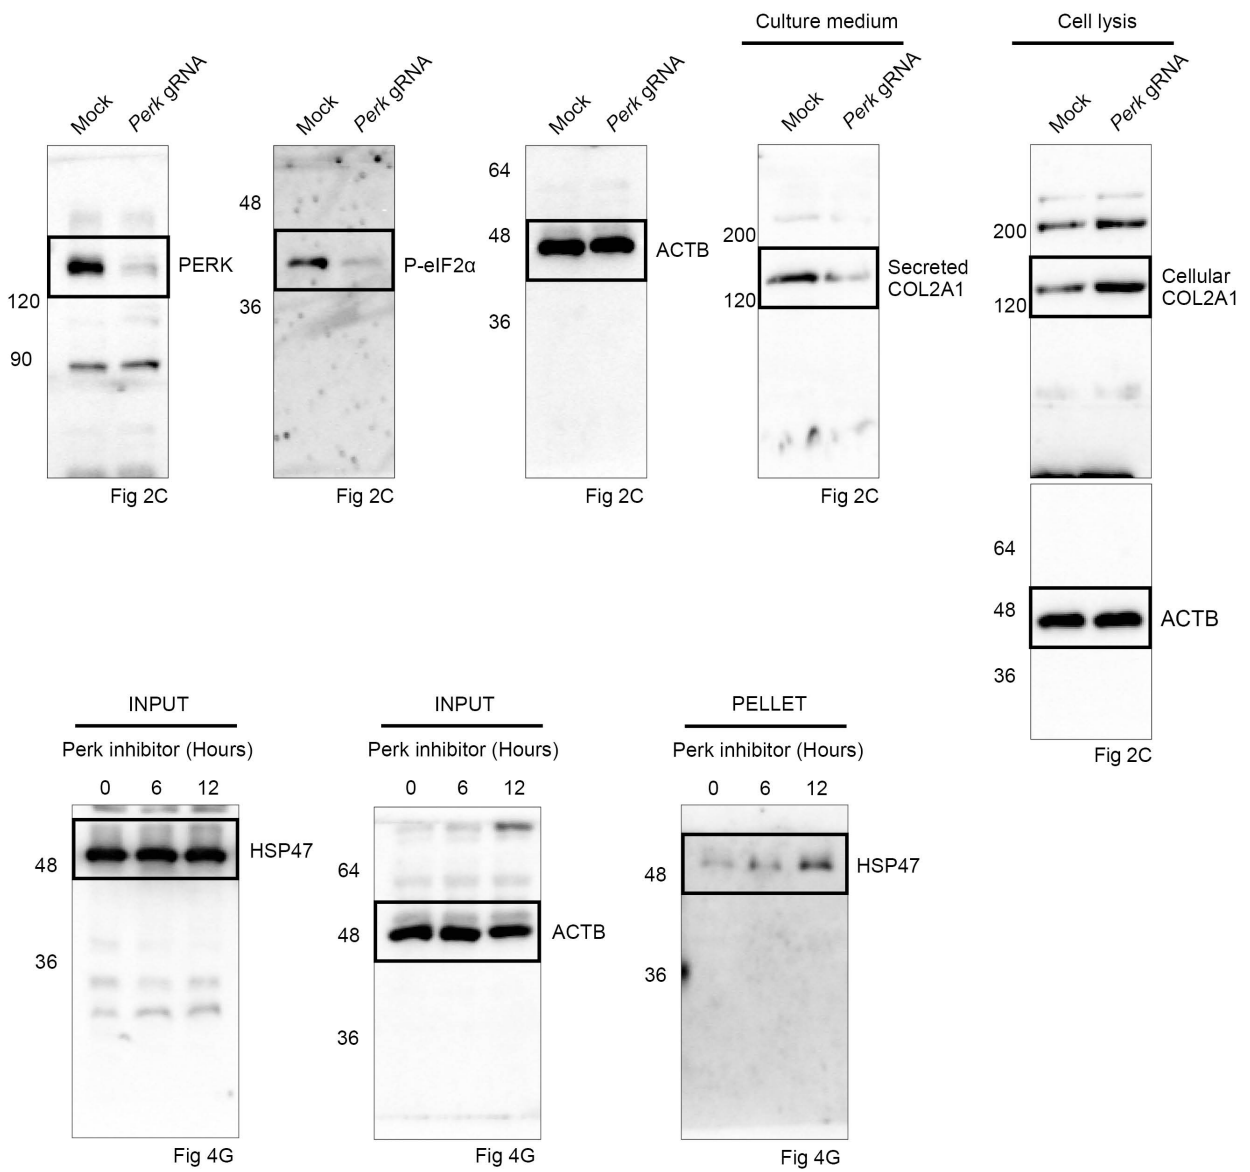 Culture medium
Cell lysis
Mock
Perk gRNA
Mock
Perk gRNA
Mock
Perk gRNA
Mock
Perk gRNA
Mock
Perk gRNA
PERK
120
90
Fig 2C
48
P-eIF2α
36
Fig 2C
64
48
ACTB
36
Fig 2C
200
Secreted
COL2A1
120
Fig 2C
200
Cellular
COL2A1
120
64
48
ACTB
36
Fig 2C
INPUT
Perk inhibitor (Hours)
0 6 12
HSP47
48
36
Fig 4G
INPUT
Perk inhibitor (Hours)
0 6 12
64
ACTB
48
36
Fig 4G
PELLET
Perk inhibitor (Hours)
0 6 12
HSP47
48
36
Fig 4G